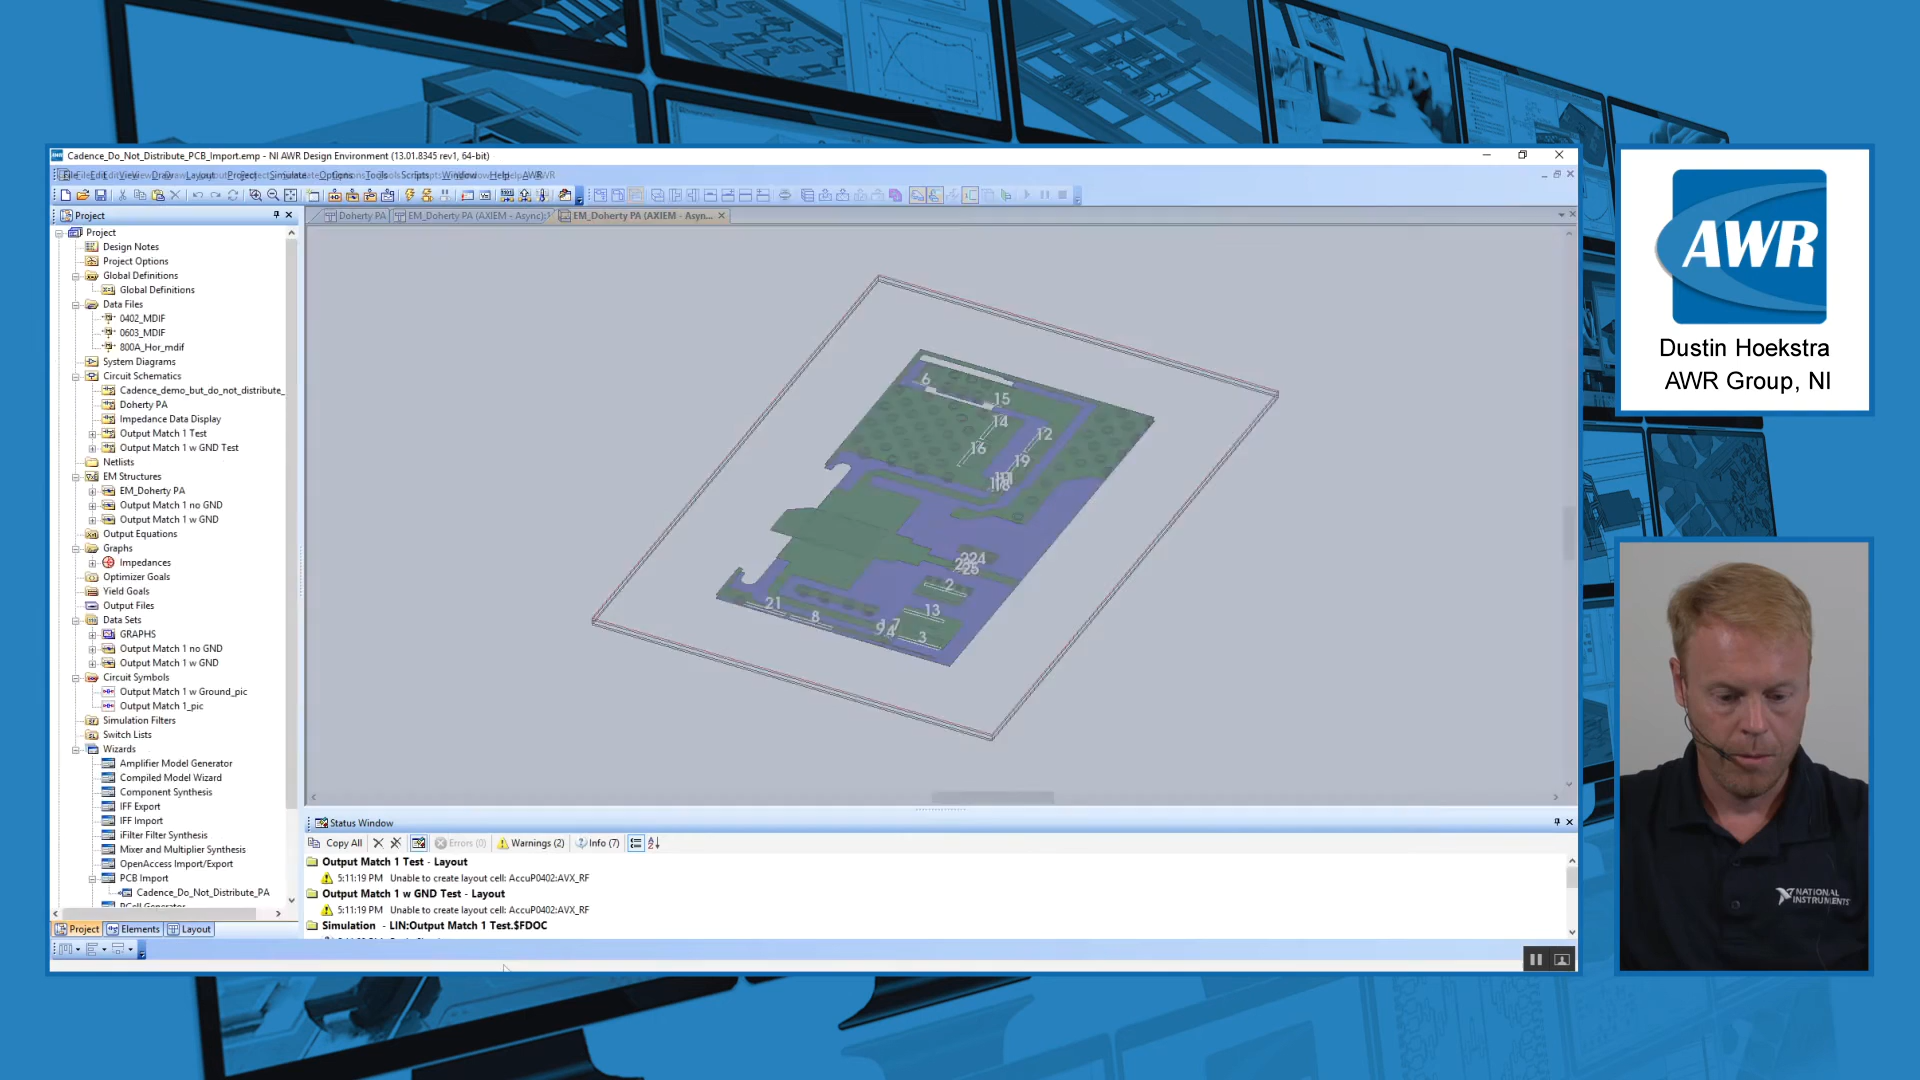 Cadence_Do_Not_Distribute_PCB_Import.emp - NI AWR Design Environment (13.01.8345 rev1, 64-bit)
Doherty PA
EM_Doherty PA (AXIEM - Async):
EM_Doherty PA (AXIEM - Asyn...
Project
Project
Design Notes
Project Options
Global Definitions
Global Definitions
Data Files
0402_MDIF
0603_MDIF
800A_Hor_mdif
System Diagrams
Circuit Schematics
Cadence_demo_but_do_not_distribute_
Doherty PA
Impedance Data Display
Output Match 1 Test
Output Match 1 w GND Test
Netlists
EM Structures
EM_Doherty PA
Output Match 1 no GND
Output Match 1 w GND
Output Equations
Graphs
Impedances
Optimizer Goals
Yield Goals
Output Files
Data Sets
GRAPHS
Output Match 1 no GND
Output Match 1 w GND
Circuit Symbols
Output Match 1 w Ground_pic
Output Match 1_pic
Simulation Filters
Switch Lists
Wizards
Amplifier Model Generator
Compiled Model Wizard
Component Synthesis
IFF Export
IFF Import
iFilter Filter Synthesis
Mixer and Multiplier Synthesis
OpenAccess Import/Export
PCB Import
Cadence_Do_Not_Distribute_PA
Project Elements Layout
6
15
14
12
16
19
2
13
21
8
7
3
Status Window
Copy All Errors (0) Warnings (2) Info (7)
Output Match 1 Test - Layout
5:11:19 PM Unable to create layout cell: AccuP0402:AVX_RF
Output Match 1 w GND Test - Layout
5:11:19 PM Unable to create layout cell: AccuP0402:AVX_RF
Simulation - LIN:Output Match 1 Test.$FDOC
AWR
Dustin Hoekstra
AWR Group, NI
NATIONAL
INSTRUMENTS